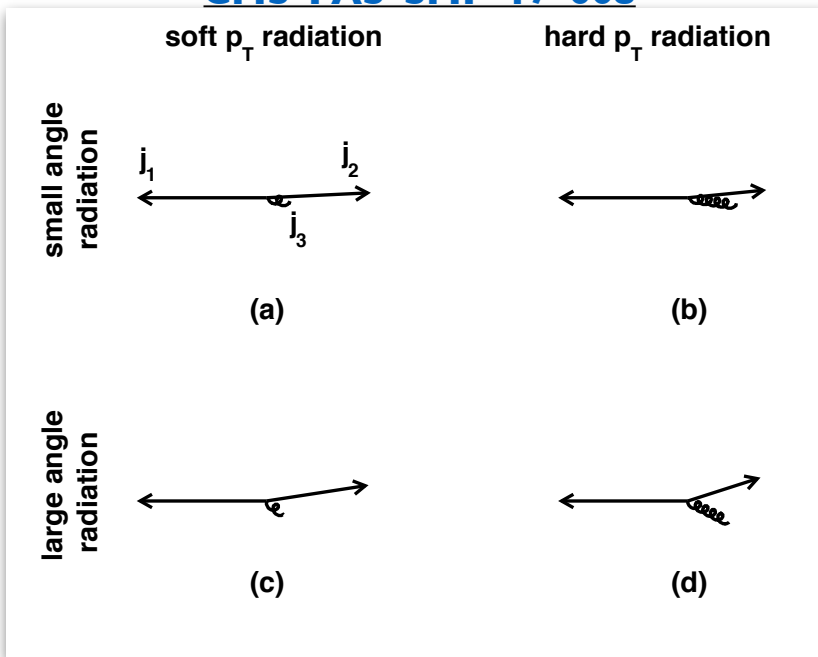 soft p_T radiation
hard p_T radiation
small angle
radiation
j_1
j_2
j_3
(a)
(b)
large angle
radiation
(c)
(d)